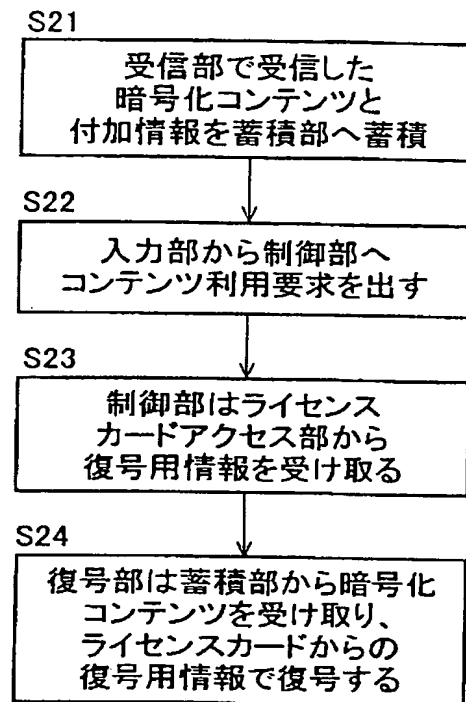 S21
受信部で受信した
暗号化コンテンツと
付加情報を蓄積部へ蓄積
S22
入力部から制御部へ
コンテンツ利用要求を出す
S23
制御部はライセンス
カードアクセス部から
復号用情報を受け取る
S24
復号部は蓄積部から暗号化
コンテンツを受け取り、
ライセンスカードからの
復号用情報で復号する